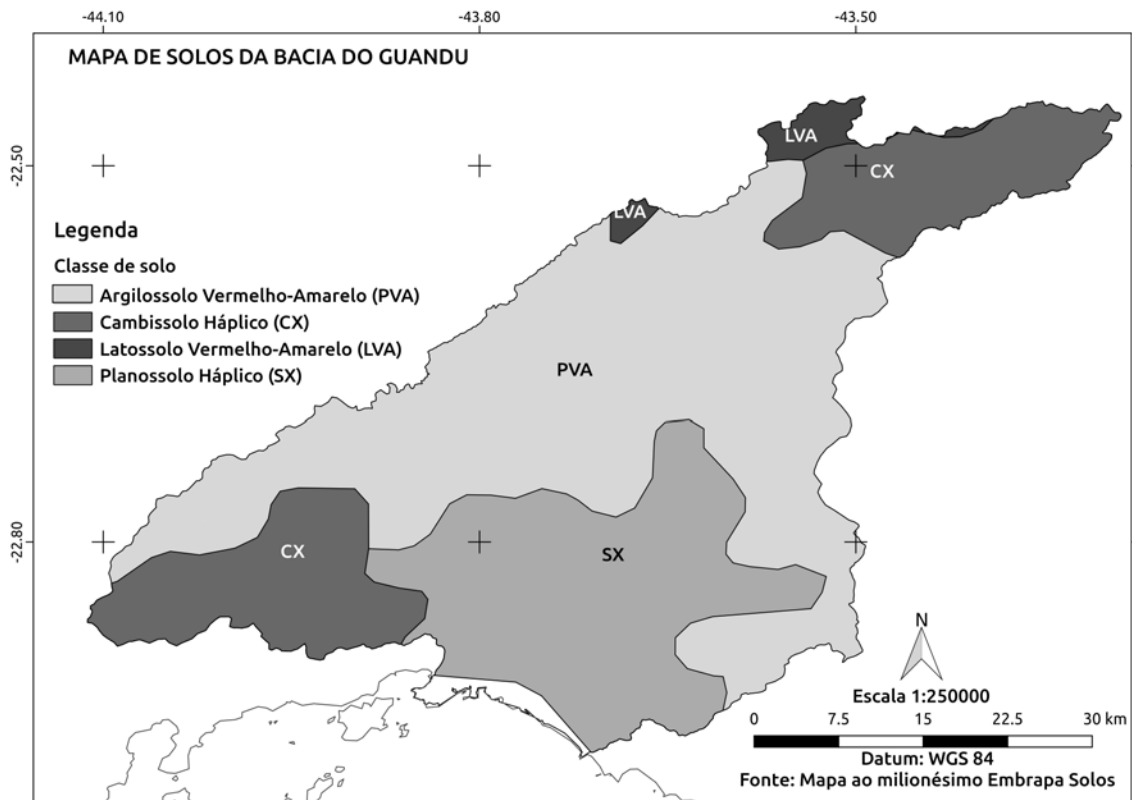 -44.10 -43.80 -43.50
MAPA DE SOLOS DA BACIA DO GUANDU
-22.50
-22.80
LVA
CX
LVA
PVA
CX
SX
Legenda
Classe de solo
Argilossolo Vermelho-Amarelo (PVA)
Cambissolo Háplico (CX)
Latossolo Vermelho-Amarelo (LVA)
Planossolo Háplico (SX)
N
Escala 1:250000
0 7.5 15 22.5 30 km
Datum: WGS 84
Fonte: Mapa ao milionésimo Embrapa Solos